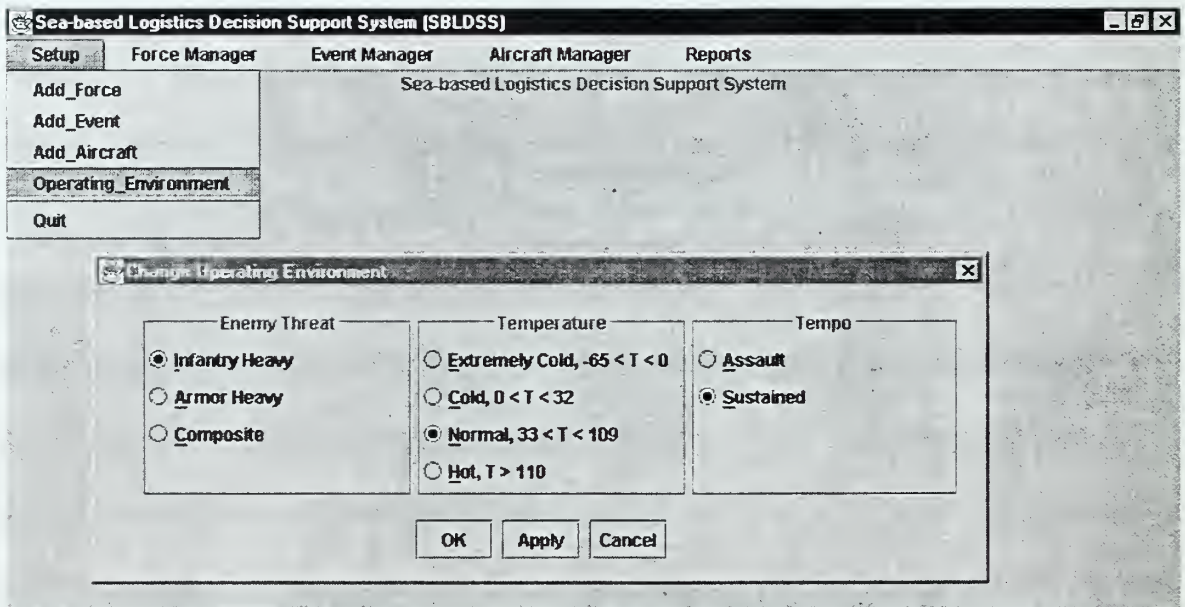 Sea-based Logistics Decision Support System (SBLDSS)
Setup Force Manager Event Manager Aircraft Manager Reports
Sea-based Logistics Decision Support System
Add_Force
Add_Event
Add_Aircraft
Operating_Environment
Quit
Change Operating Environment
Enemy Threat Temperature Tempo
Infantry Heavy Extremely Cold, -65 < T < 0 Assault
Armor Heavy Cold, 0 < T < 32 Sustained
Composite Normal, 33 < T < 109
Hot, T > 110
OK Apply Cancel